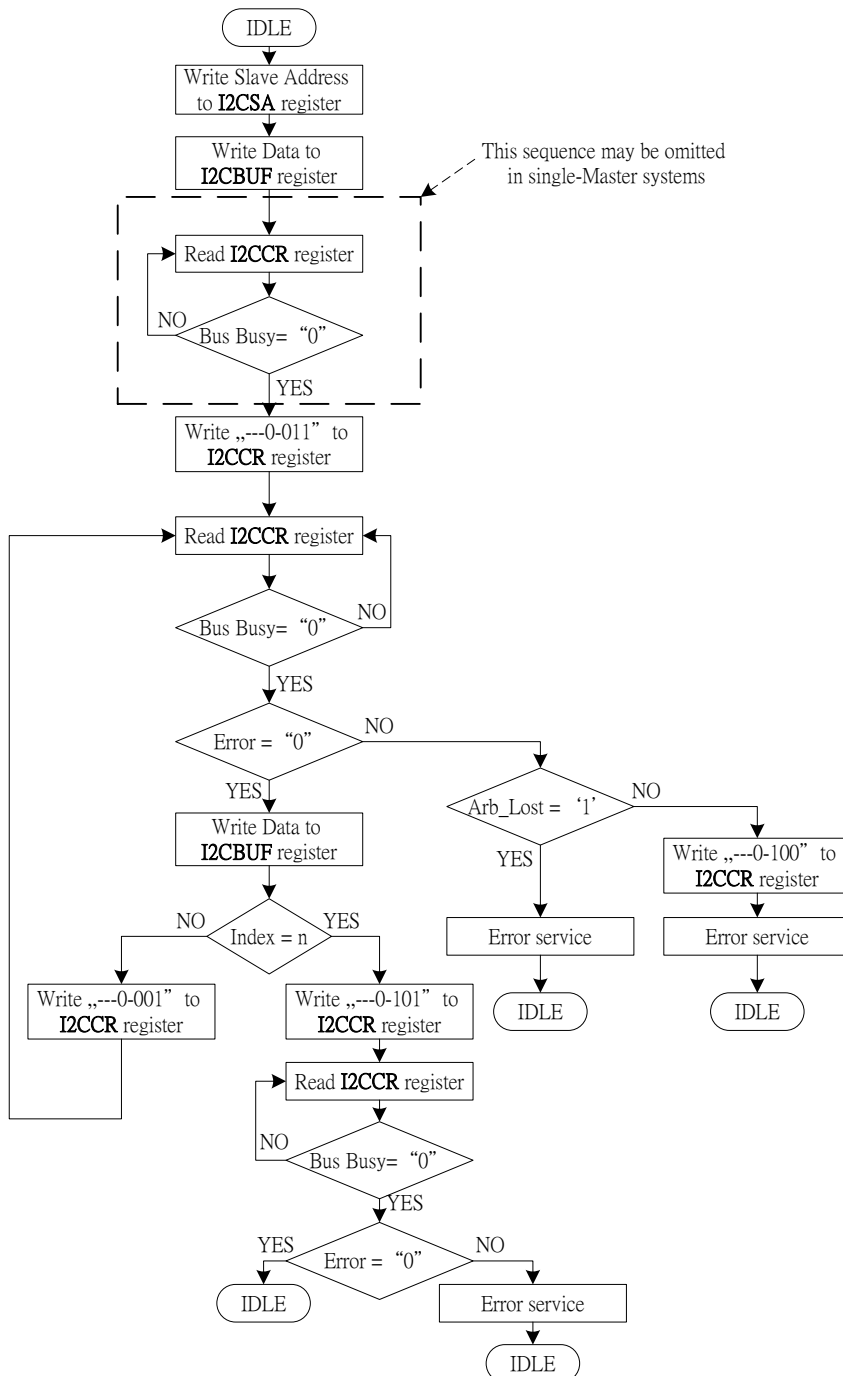 IDLE
Write Slave Address
to I2CSA register
Write Data to
I2CBUF register
This sequence may be omitted
in single-Master systems
Read I2CCR register
NO
Bus Busy= “0”
YES
Write „---0-011” to
I2CCR register
Read I2CCR register
NO
Bus Busy= “0”
YES
Error = “0”
NO
YES
Arb_Lost = ‘1’
NO
Write Data to
I2CBUF register
YES
Write „---0-100” to
I2CCR register
NO
YES
Index = n
Error service
Error service
Write „---0-001” to
I2CCR register
Write „---0-101” to
I2CCR register
IDLE
IDLE
Read I2CCR register
NO
Bus Busy= “0”
YES
YES
Error = “0”
NO
IDLE
Error service
IDLE